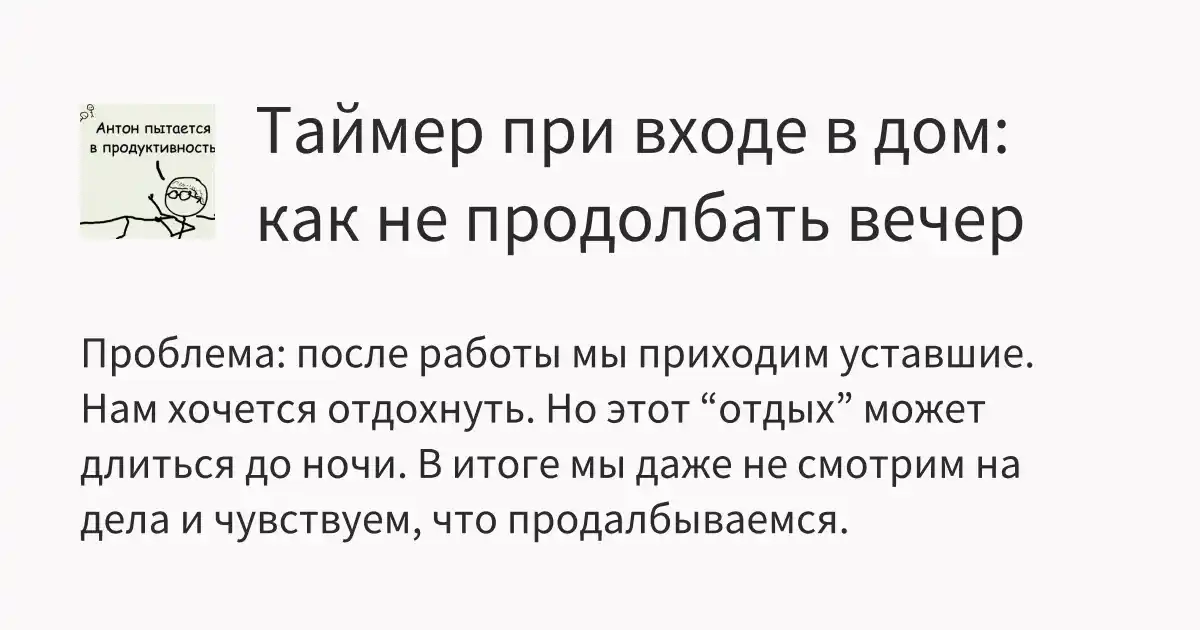 Антон пытается
в продуктивность
Таймер при входе в дом:
как не продолбать вечер
Проблема: после работы мы приходим уставшие.
Нам хочется отдохнуть. Но этот “отдых” может
длиться до ночи. В итоге мы даже не смотрим на
дела и чувствуем, что продалбываемся.